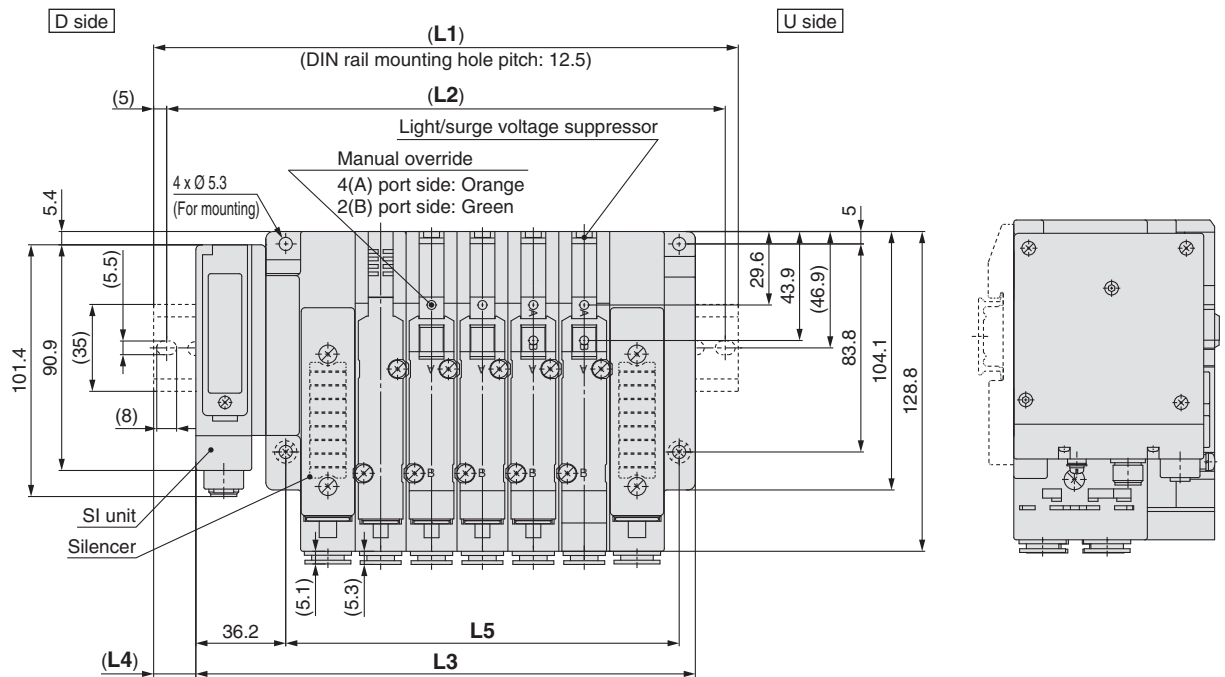 D side
U side
(L1)
(DIN rail mounting hole pitch: 12.5)
(5)
(L2)
Light/surge voltage suppressor
Manual override
4(A) port side: Orange
2(B) port side: Green
4 x Ø 5.3
(For mounting)
5.4
5
(5.5)
(35)
90.9
101.4
(8)
29.6
43.9
(46.9)
83.8
104.1
128.8
A
A
V
V
V
V
B
B
B
B
SI unit
Silencer
(5.1)
(5.3)
36.2
L5
(L4)
L3